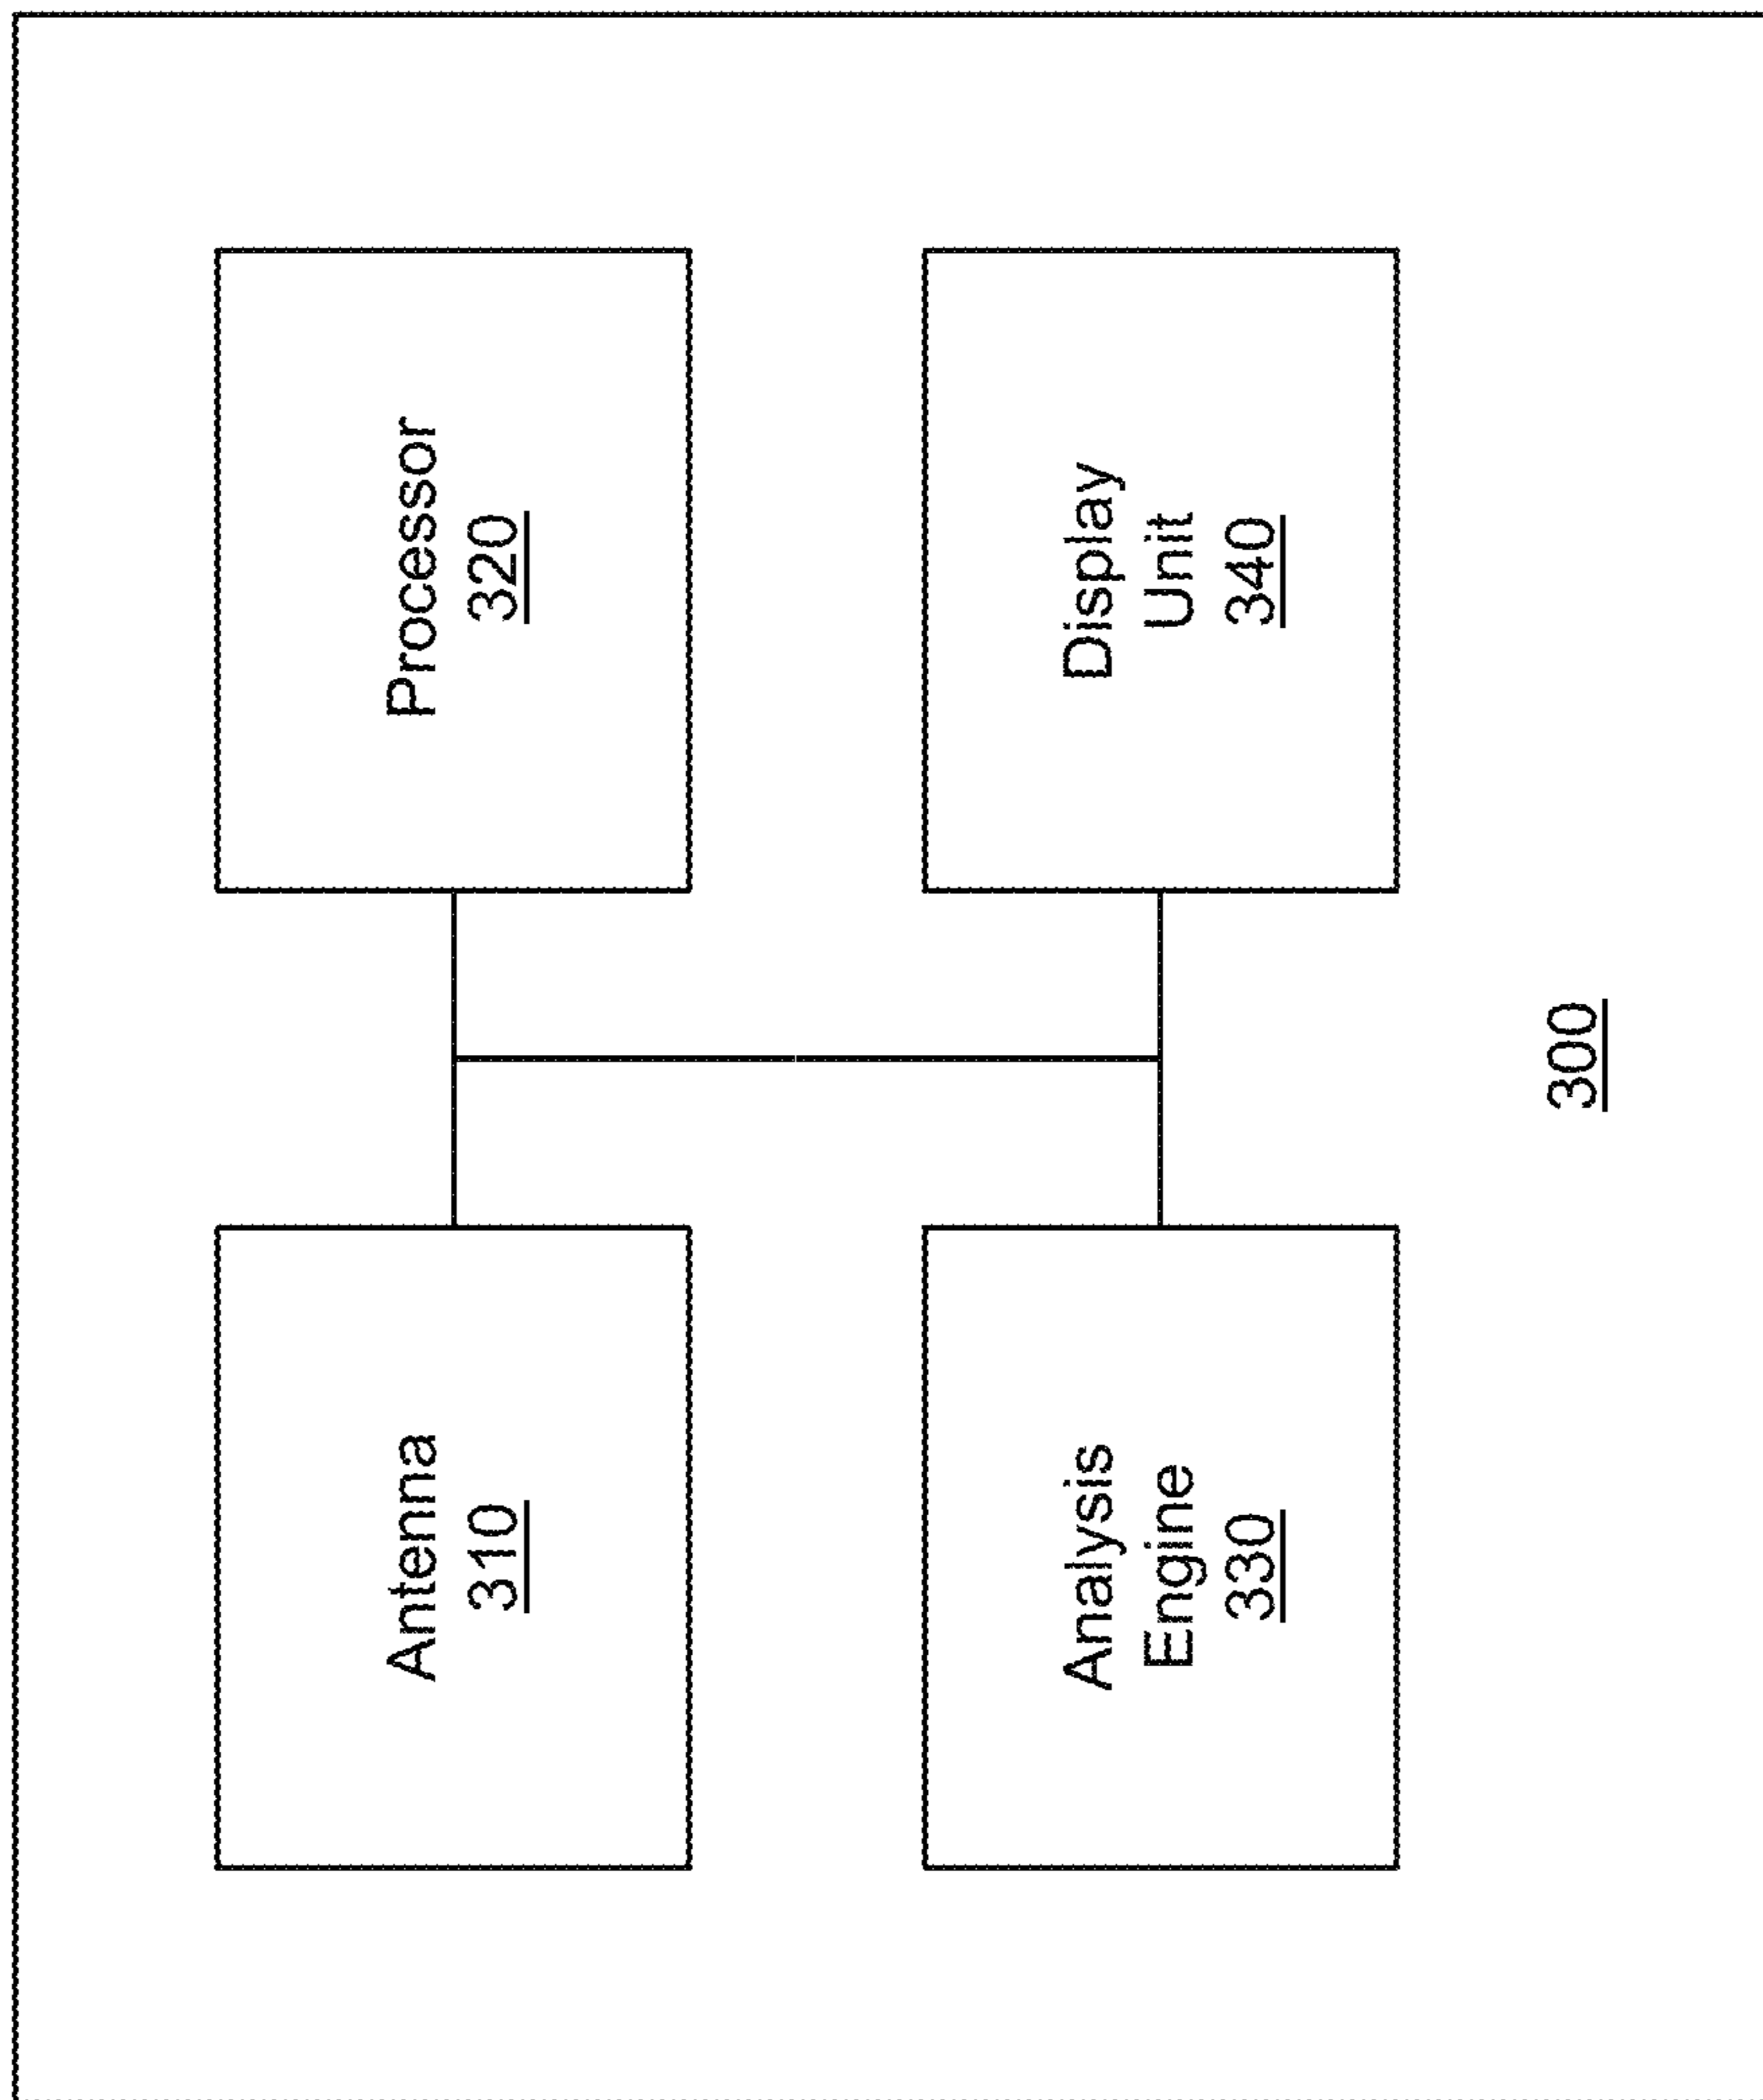 Antenna
310
Processor
320
Analysis
Engine
330
Display
Unit
340
300